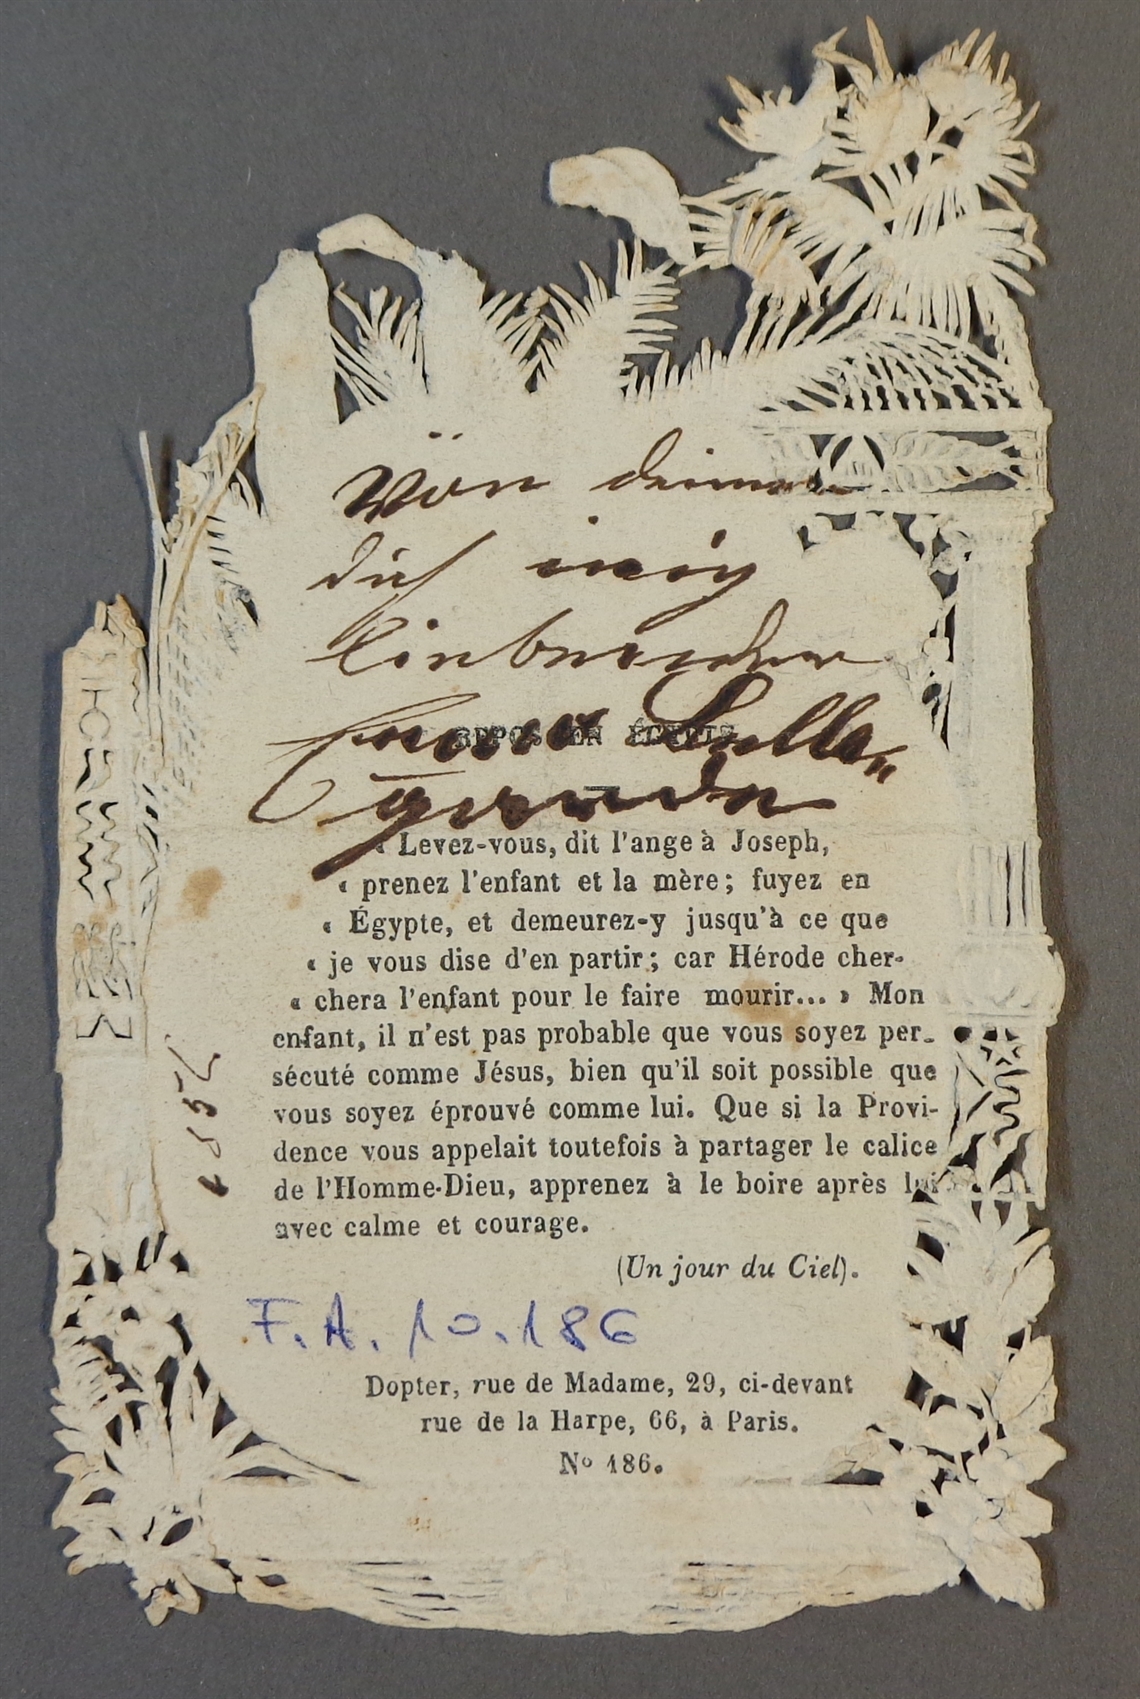 Von deiner
dich innig
REPOS EN ÉGYPTE
« Levez-vous, dit l'ange à Joseph,
« prenez l'enfant et la mère; fuyez en
« Égypte, et demeurez-y jusqu'à ce que
« je vous dise d'en partir; car Hérode cher-
« chera l'enfant pour le faire mourir... » Mon
enfant, il n'est pas probable que vous soyez per-
sécuté comme Jésus, bien qu'il soit possible que
vous soyez éprouvé comme lui. Que si la Provi-
dence vous appelait toutefois à partager le calice
de l'Homme-Dieu, apprenez à le boire après lui
avec calme et courage.
(Un jour du Ciel).
F. A. 10.186
Dopter, rue de Madame, 29, ci-devant
rue de la Harpe, 66, à Paris.
No 186.